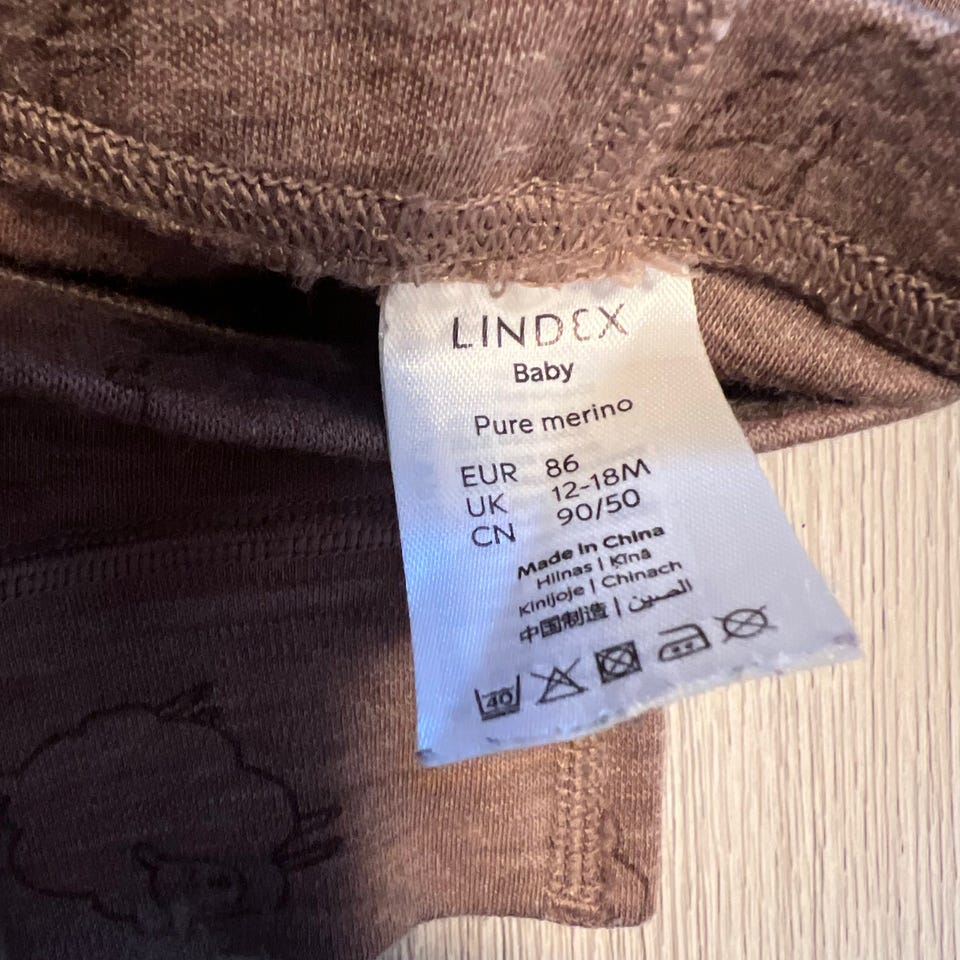 LINDEX
Baby
Pure merino
EUR 86
UK 12-18M
CN 90/50
Made in China
Hiinas | Ķīnā
Kinijoje | Chinach
中国制造 | الصين
40